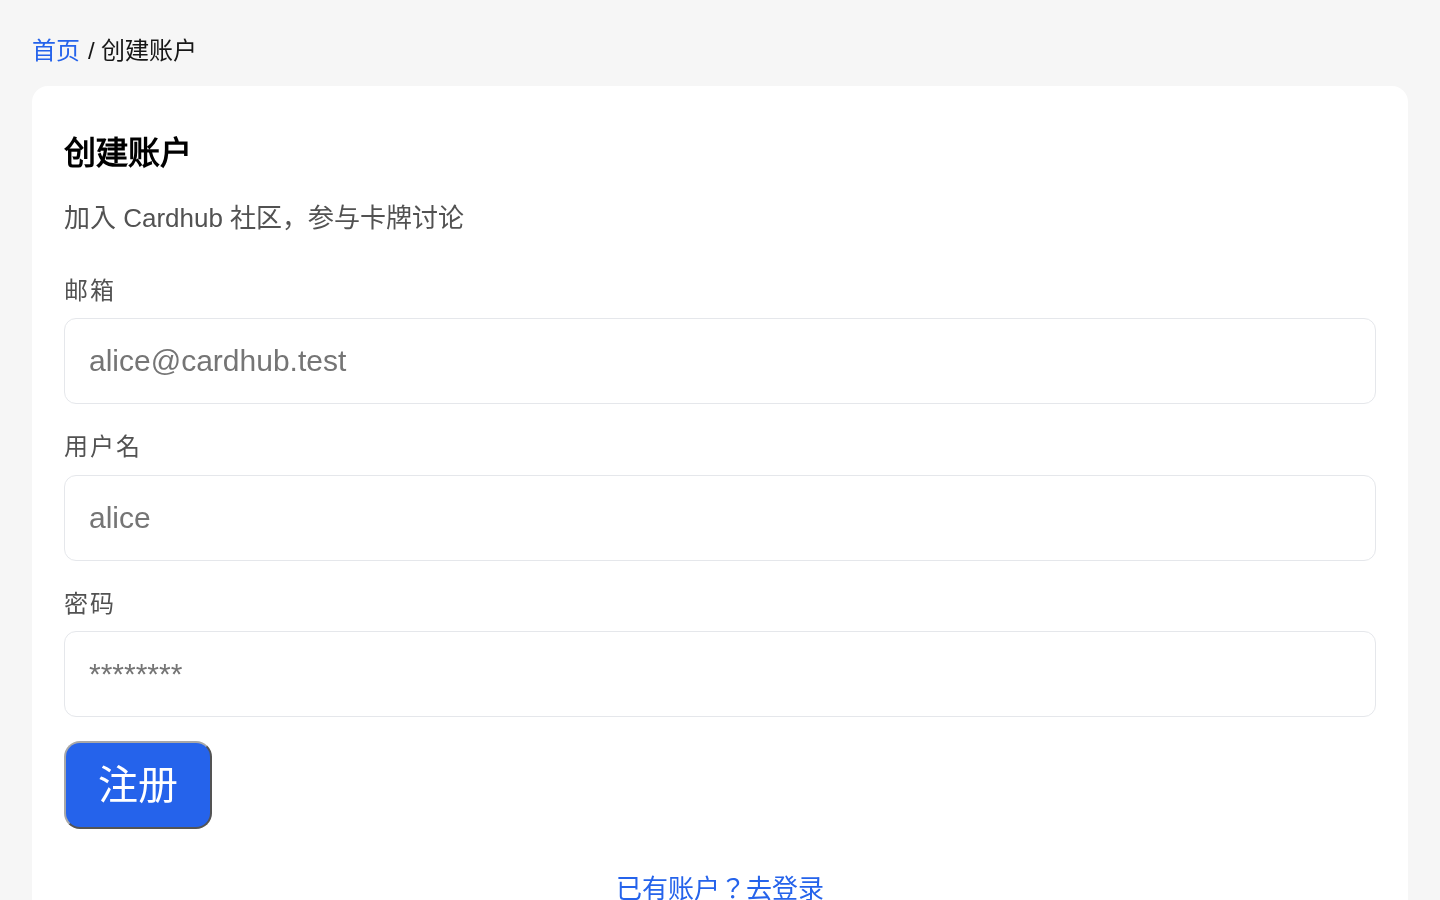 首页 / 创建账户
创建账户
加入 Cardhub 社区，参与卡牌讨论
邮箱
alice@cardhub.test
用户名
alice
密码
********
注册
已有账户？去登录